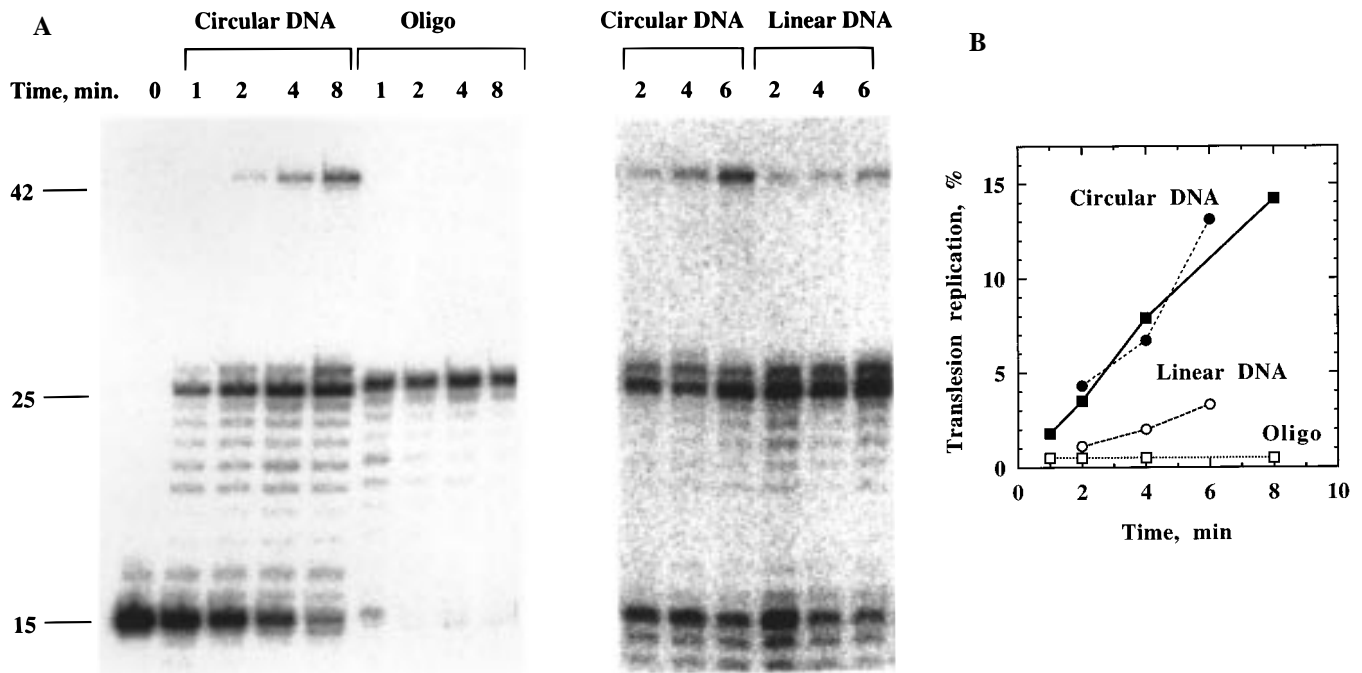 A
Circular DNA Oligo
Time, min. 0 1 2 4 8 1 2 4 8
42
25
15
Circular DNA Linear DNA
2 4 6 2 4 6
B
Translesion replication, %
15
10
5
0
Circular DNA
Linear DNA
Oligo
0 2 4 6 8 10
Time, min